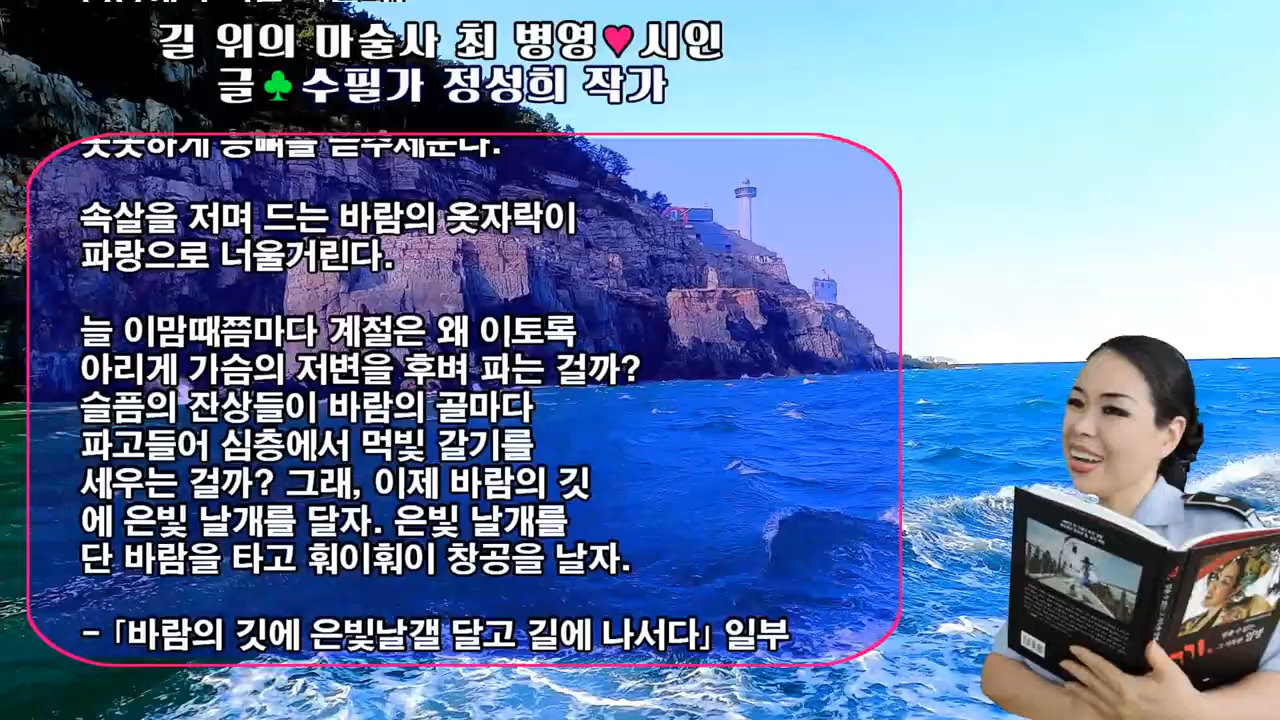 길 위의 마술사 최 병영♥시인
글♣수필가 정성희 작가
속살을 저며 드는 바람의 옷자락이
파랑으로 너울거린다.
늘 이맘때쯤마다 계절은 왜 이토록
아리게 가슴의 저변을 후벼 파는 걸까?
슬픔의 잔상들이 바람의 골마다
파고들어 심층에서 먹빛 갈기를
세우는 걸까? 그래, 이제 바람의 깃
에 은빛 날개를 달자. 은빛 날개를
단 바람을 타고 훠이훠이 창공을 날자.
- 「바람의 깃에 은빛날갤 달고 길에 나서다」 일부